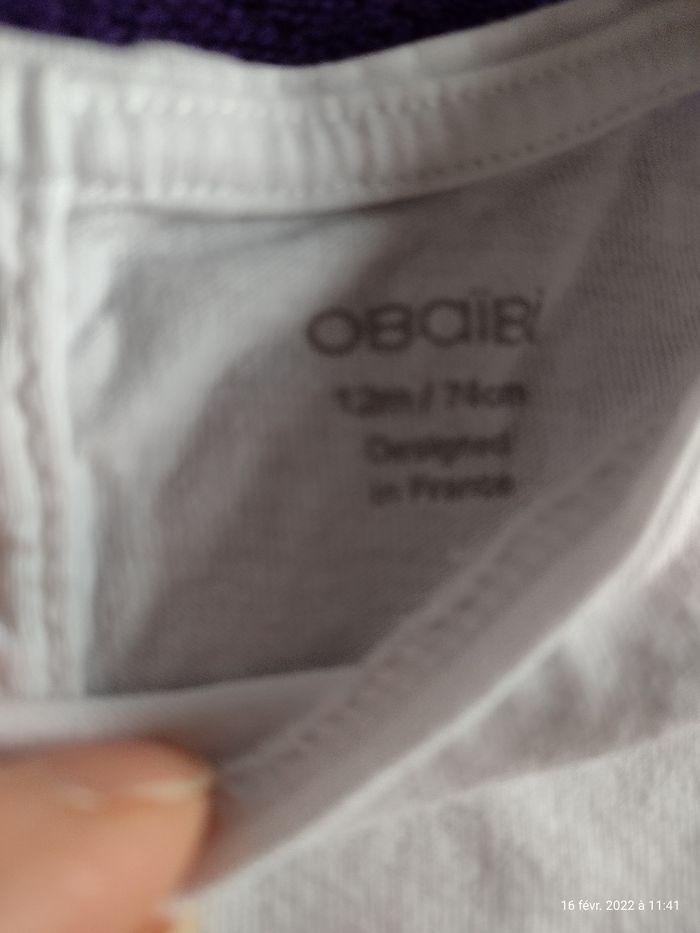 OBAÏBI
12m / 74cm
Designed
in France
16 févr. 2022 à 11:41